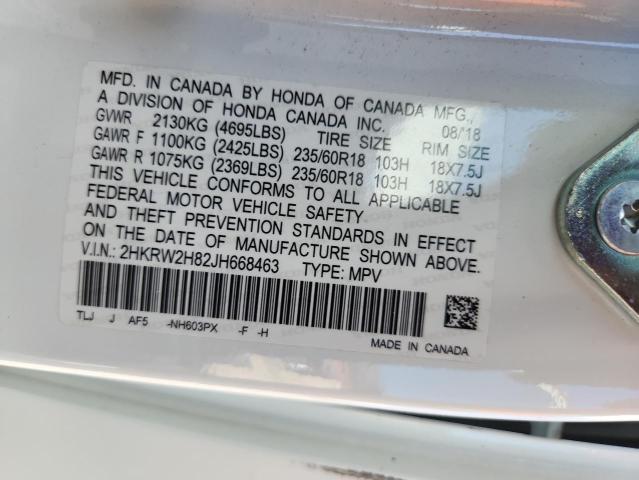 MFD. IN CANADA BY HONDA OF CANADA MFG.,
A DIVISION OF HONDA CANADA INC. 08/'18
GVWR 2130KG (4695LBS) TIRE SIZE RIM SIZE
GAWR F 1100KG (2425LBS) 235/60R18 103H 18X7.5J
GAWR R 1075KG (2369LBS) 235/60R18 103H 18X7.5J
THIS VEHICLE CONFORMS TO ALL APPLICABLE
FEDERAL MOTOR VEHICLE SAFETY
AND THEFT PREVENTION STANDARDS IN EFFECT
ON THE DATE OF MANUFACTURE SHOWN ABOVE.
V.I.N.: 2HKRW2H82JH668463 TYPE: MPV
TLJ J AF5 -NH603PX -F -H
MADE IN CANADA